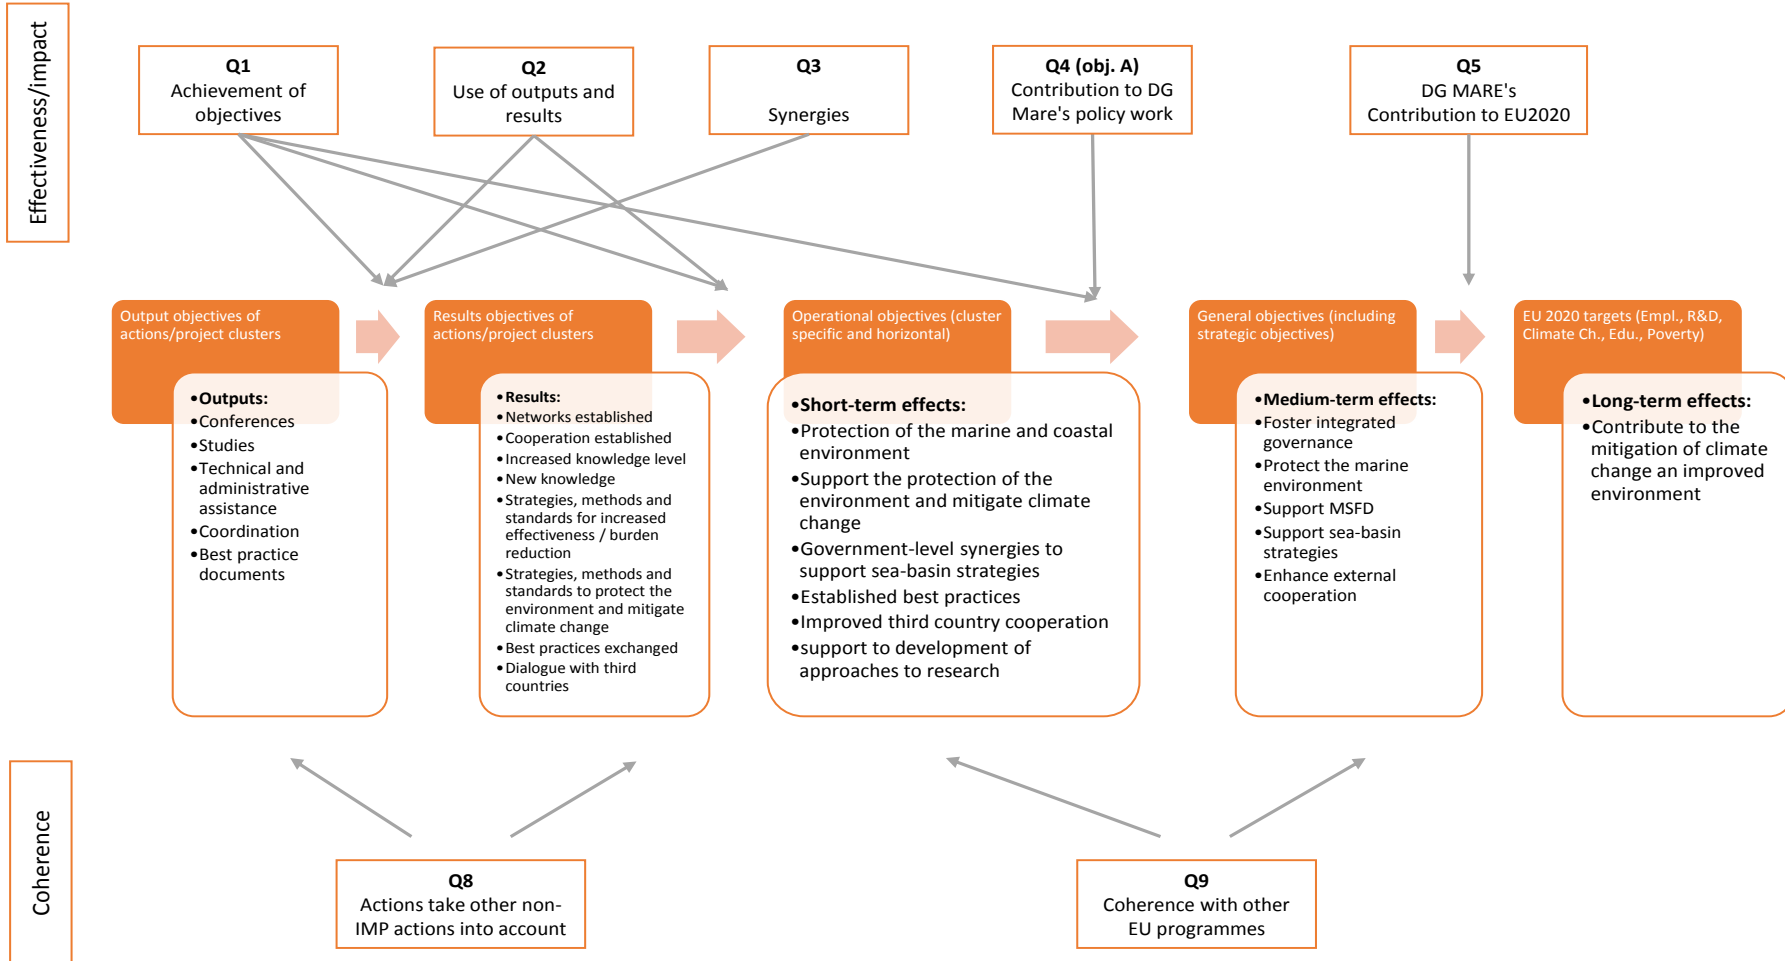 Effectiveness/impact
Q1
Achievement of
objectives
Q2
Use of outputs and
results
Q3
Synergies
Q4 (obj. A)
Contribution to DG
Mare's policy work
Q5
DG MARE's
Contribution to EU2020
Output objectives of
actions/project clusters
•Outputs:
•Conferences
•Studies
•Technical and
administrative
assistance
•Coordination
•Best practice
documents
Results objectives of
actions/project clusters
•Results:
•Networks established
•Cooperation established
•Increased knowledge level
•New knowledge
•Strategies, methods and
standards for increased
effectiveness / burden
reduction
•Strategies, methods and
standards to protect the
environment and mitigate
climate change
•Best practices exchanged
•Dialogue with third
countries
Operational objectives (cluster
specific and horizontal)
•Short-term effects:
•Protection of the marine and coastal
environment
•Support the protection of the
environment and mitigate climate
change
•Government-level synergies to
support sea-basin strategies
•Established best practices
•Improved third country cooperation
•support to development of
approaches to research
General objectives (including
strategic objectives)
•Medium-term effects:
•Foster integrated
governance
•Protect the marine
environment
•Support MSFD
•Support sea-basin
strategies
•Enhance external
cooperation
EU 2020 targets (Empl., R&D,
Climate Ch., Edu., Poverty)
•Long-term effects:
•Contribute to the
mitigation of climate
change an improved
environment
Coherence
Q8
Actions take other non-
IMP actions into account
Q9
Coherence with other
EU programmes